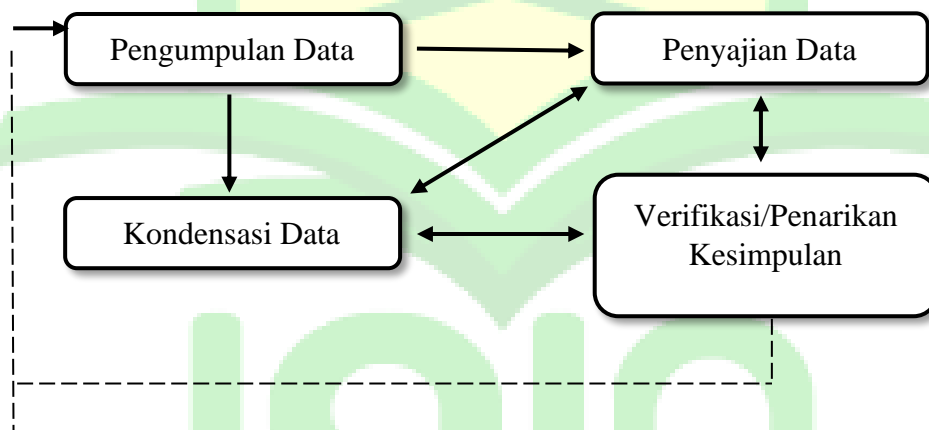 Pengumpulan Data
Penyajian Data
Kondensasi Data
Verifikasi/Penarikan
Kesimpulan